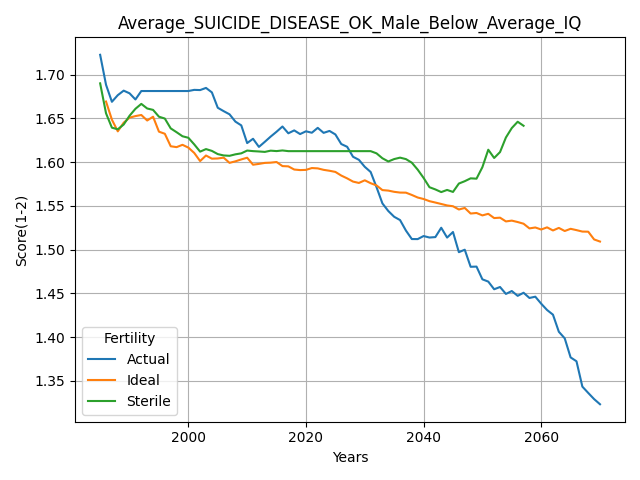 Average_SUICIDE_DISEASE_OK_Male_Below_Average_IQ
Score(1-2)
1.70
1.65
1.60
1.55
1.50
1.45
1.40
1.35
Fertility
Actual
Ideal
Sterile
2000 2020 2040 2060
Years